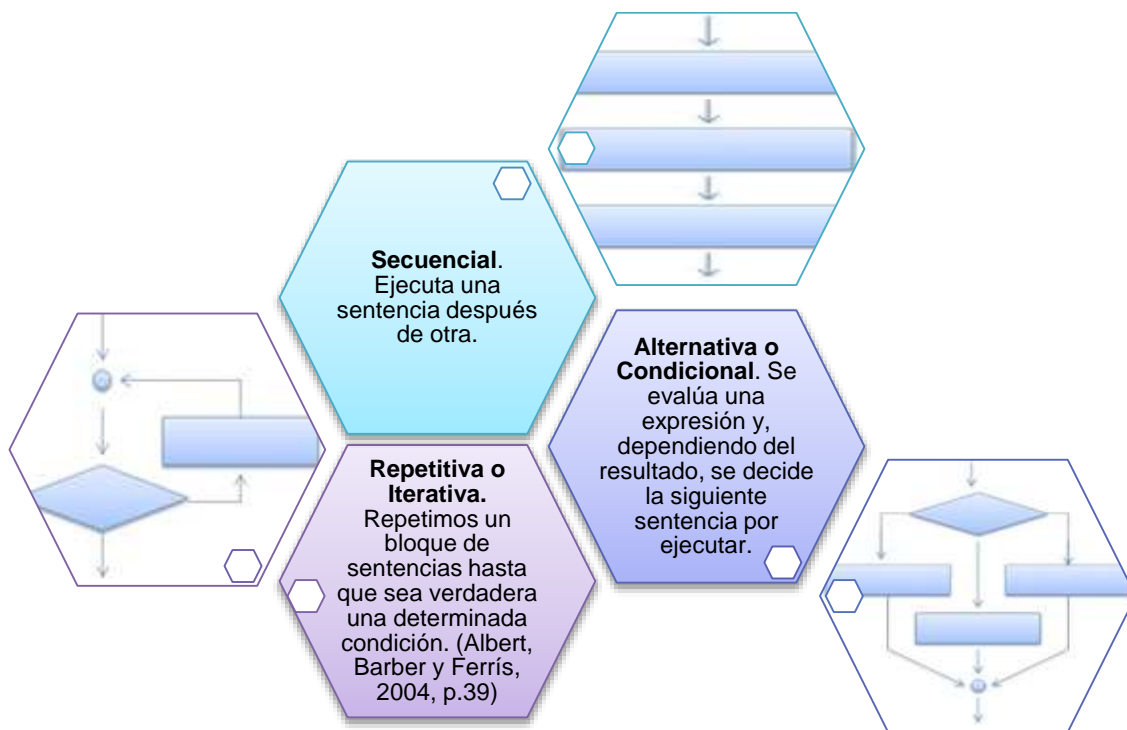 Secuencial.
Ejecuta una
sentencia después
de otra.
Alternativa o
Condicional. Se
evalúa una
expresión y,
dependiendo del
resultado, se decide
la siguiente
sentencia por
ejecutar.
Repetitiva o
Iterativa.
Repetimos un
bloque de
sentencias hasta
que sea verdadera
una determinada
condición. (Albert,
Barber y Ferrís,
2004, p.39)